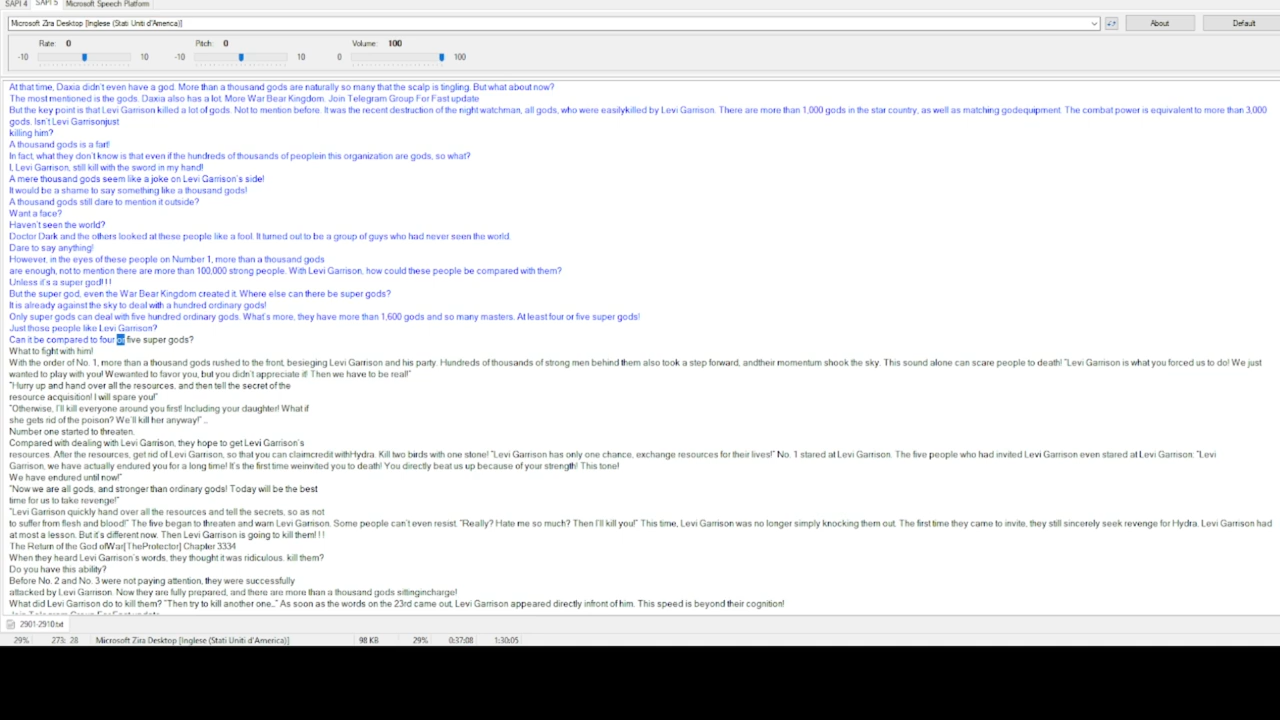 SAPI 4 SAPI 5 Microsoft Speech Platform
Microsoft Zira Desktop [Inglese (Stati Uniti d'America)] About Default
Rate: 0 Pitch: 0 Volume: 100
-10 10 -10 10 0 100
At that time, Daxia didn't even have a god. More than a thousand gods are naturally so many that the scalp is tingling. But what about now?
The most mentioned is the gods. Daxia also has a lot. More War Bear Kingdom. Join Telegram Group For Fast update
But the key point is that Levi Garrison killed a lot of gods. Not to mention before. It was the recent destruction of the night watchman, all gods, who were easilykilled by Levi Garrison. There are more than 1,000 gods in the star country, as well as matching godequipment. The combat power is equivalent to more than 3,000
gods. Isn't Levi Garrisonjust
killing him?
A thousand gods is a fart!
In fact, what they don't know is that even if the hundreds of thousands of peoplein this organization are gods, so what?
I, Levi Garrison, still kill with the sword in my hand!
A mere thousand gods seem like a joke on Levi Garrison's side!
It would be a shame to say something like a thousand gods!
A thousand gods still dare to mention it outside?
Want a face?
Haven't seen the world?
Doctor Dark and the others looked at these people like a fool. It turned out to be a group of guys who had never seen the world.
Dare to say anything!
However, in the eyes of these people on Number 1, more than a thousand gods
are enough, not to mention there are more than 100,000 strong people. With Levi Garrison, how could these people be compared with them?
Unless it's a super god!!!
But the super god, even the War Bear Kingdom created it. Where else can there be super gods?
It is already against the sky to deal with a hundred ordinary gods!
Only super gods can deal with five hundred ordinary gods. What's more, they have more than 1,600 gods and so many masters. At least four or five super gods!
Just those people like Levi Garrison?
Can it be compared to four or five super gods?
What to fight with him!
With the order of No. 1, more than a thousand gods rushed to the front, besieging Levi Garrison and his party. Hundreds of thousands of strong men behind them also took a step forward, andtheir momentum shook the sky. This sound alone can scare people to death! "Levi Garrison is what you forced us to do! We just
wanted to play with you! Wewanted to favor you, but you didn't appreciate it! Then we have to be real!"
"Hurry up and hand over all the resources, and then tell the secret of the
resource acquisition! I will spare you!"
"Otherwise, I'll kill everyone around you first! Including your daughter! What if
she gets rid of the poison? We'll kill her anyway!" ..
Number one started to threaten.
Compared with dealing with Levi Garrison, they hope to get Levi Garrison's
resources. After the resources, get rid of Levi Garrison, so that you can claimcredit withHydra. Kill two birds with one stone! "Levi Garrison has only one chance, exchange resources for their lives!" No. 1 stared at Levi Garrison. The five people who had invited Levi Garrison even stared at Levi Garrison: "Levi
Garrison, we have actually endured you for a long time! It's the first time weinvited you to death! You directly beat us up because of your strength! This tone!
We have endured until now!"
"Now we are all gods, and stronger than ordinary gods! Today will be the best
time for us to take revenge!"
"Levi Garrison quickly hand over all the resources and tell the secrets, so as not
to suffer from flesh and blood!" The five began to threaten and warn Levi Garrison. Some people can't even resist. "Really? Hate me so much? Then I'll kill you!" This time, Levi Garrison was no longer simply knocking them out. The first time they came to invite, they still sincerely seek revenge for Hydra. Levi Garrison had
at most a lesson. But it's different now. Then Levi Garrison is going to kill them!!!
The Return of the God ofWar[TheProtector] Chapter 3334
When they heard Levi Garrison's words, they thought it was ridiculous. kill them?
Do you have this ability?
Before No. 2 and No. 3 were not paying attention, they were successfully
attacked by Levi Garrison. Now they are fully prepared, and there are more than a thousand gods sittingincharge!
What did Levi Garrison do to kill them? "Then try to kill another one..." As soon as the words on the 23rd came out, Levi Garrison appeared directly infront of him. This speed is beyond their cognition!
Join Telegram Group For Fast update
2901-2910.txt
29% 273: 28 Microsoft Zira Desktop [Inglese (Stati Uniti d'America)] 98 KB 29% 0:37:08 1:30:05